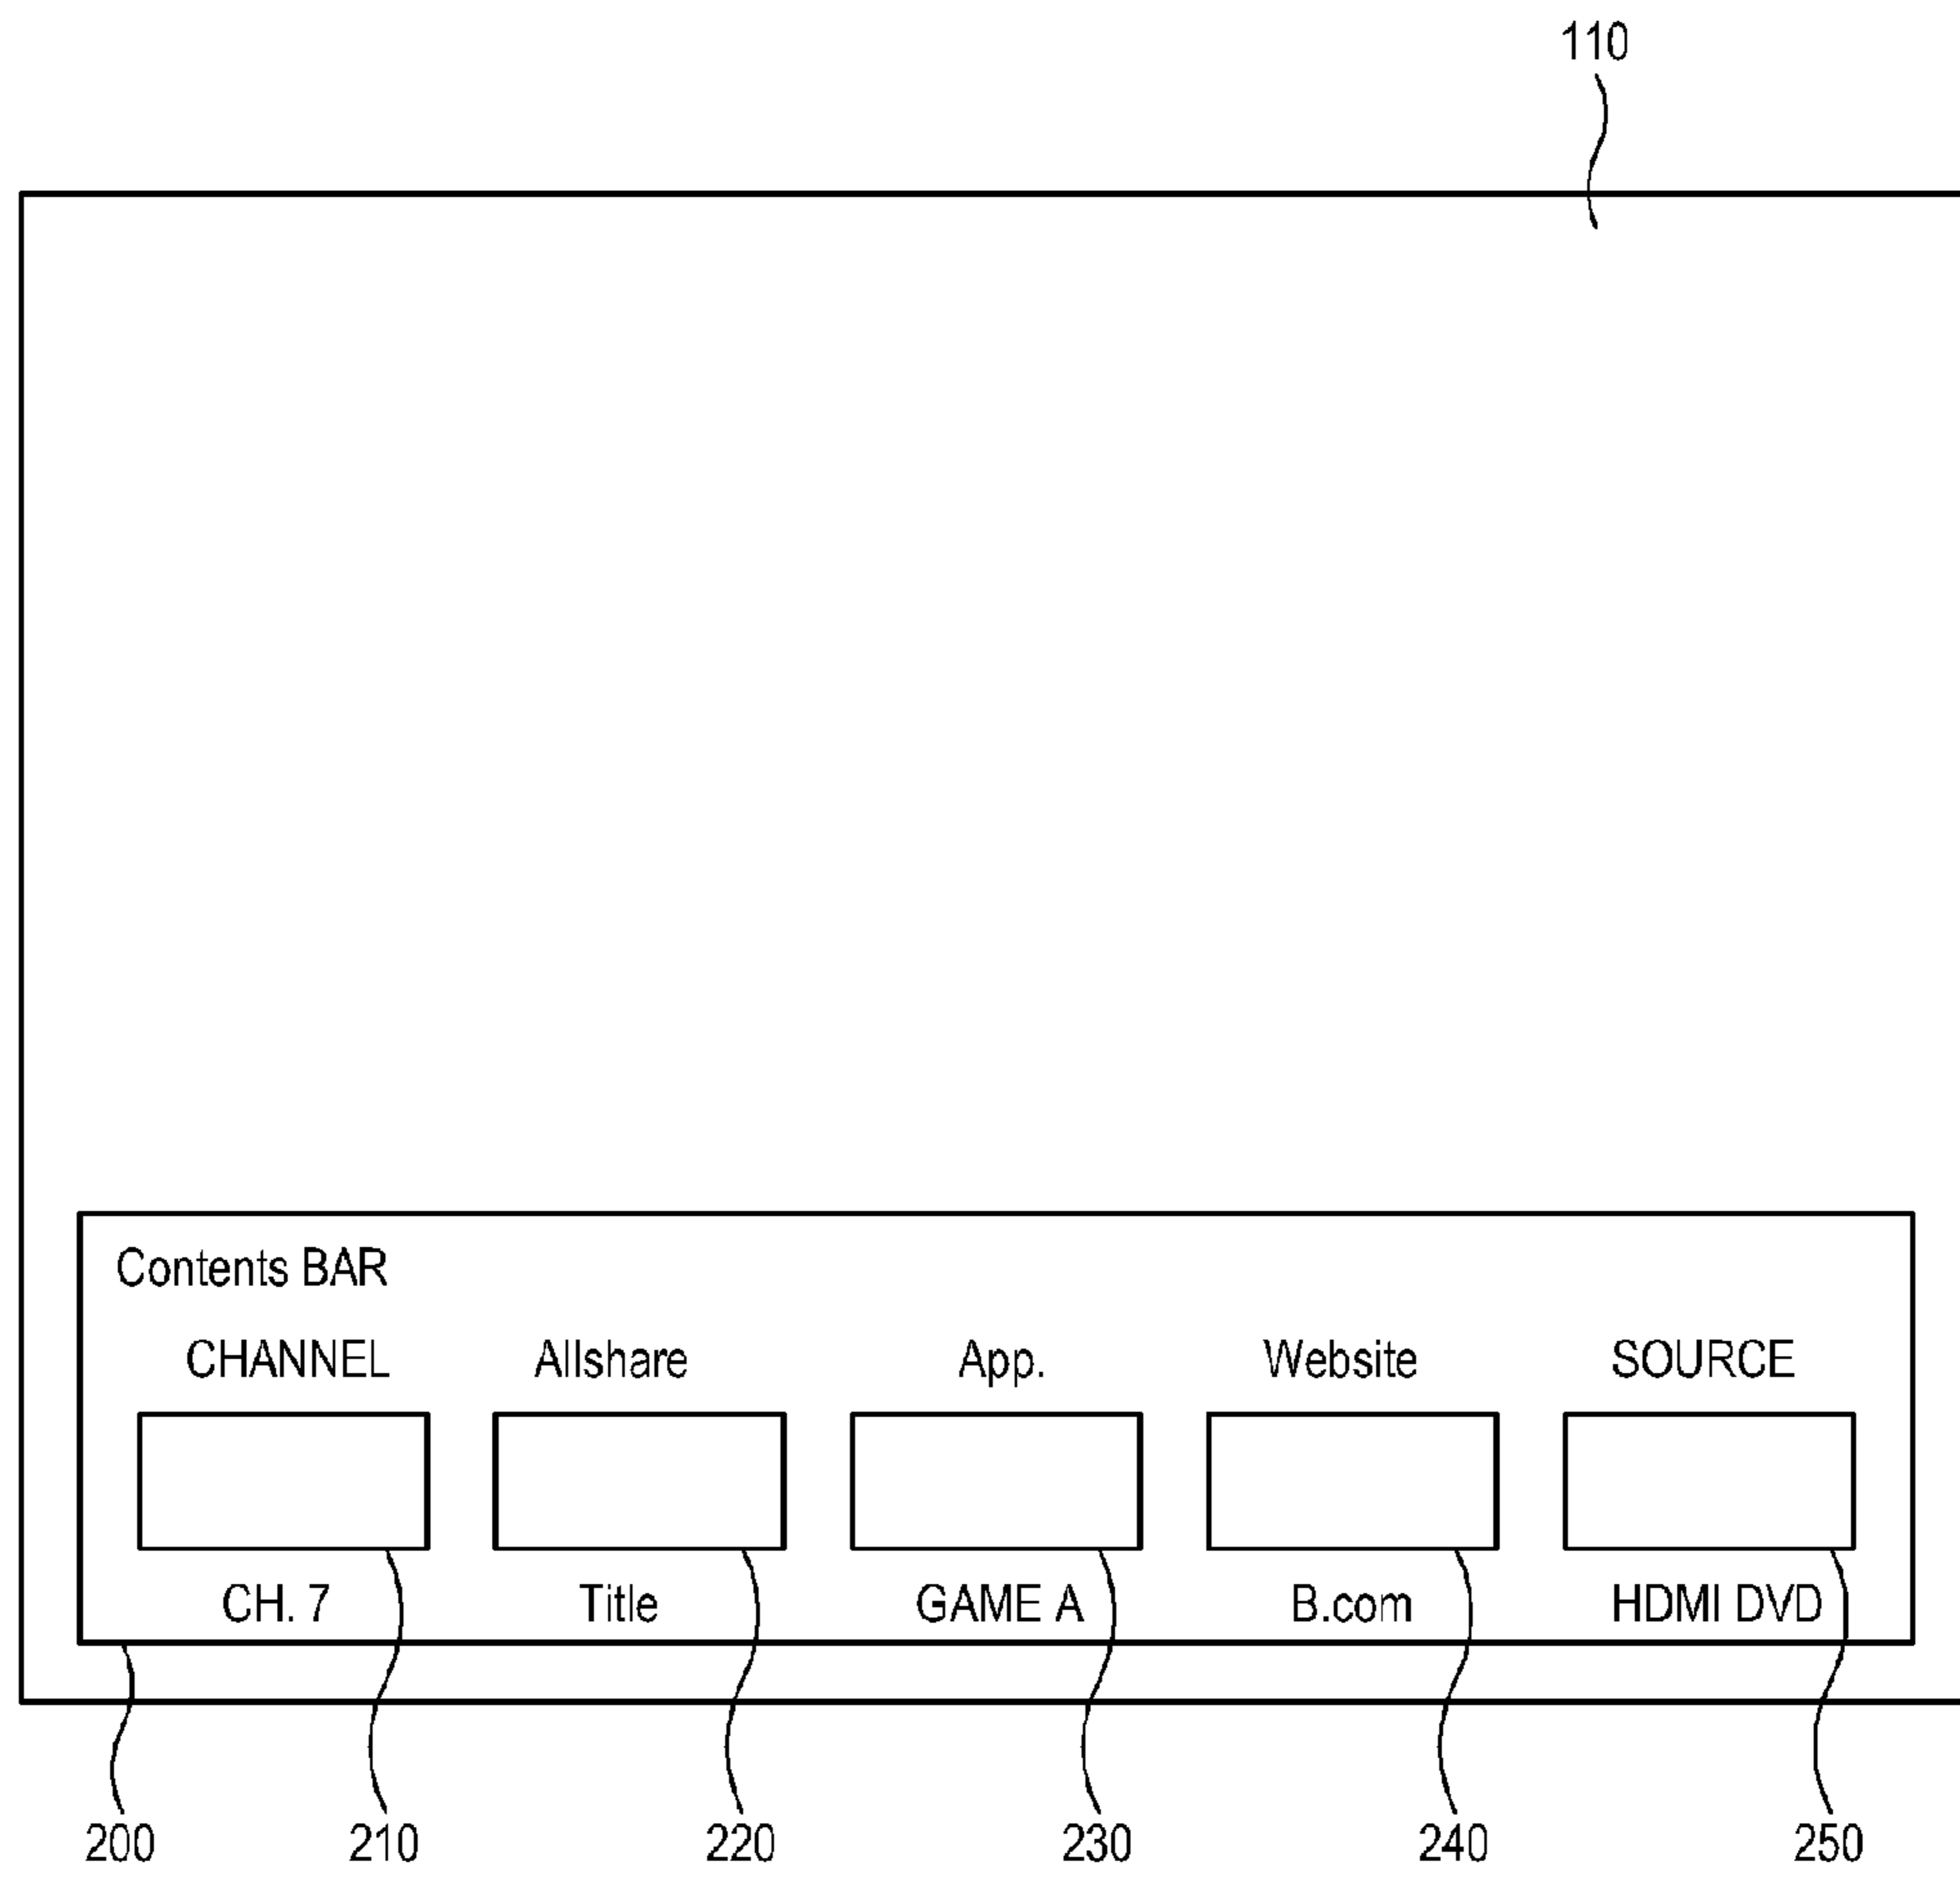 110
Contents BAR
CHANNEL Allshare App. Website SOURCE
CH. 7 Title GAME A B.com HDMI DVD
200 210 220 230 240 250